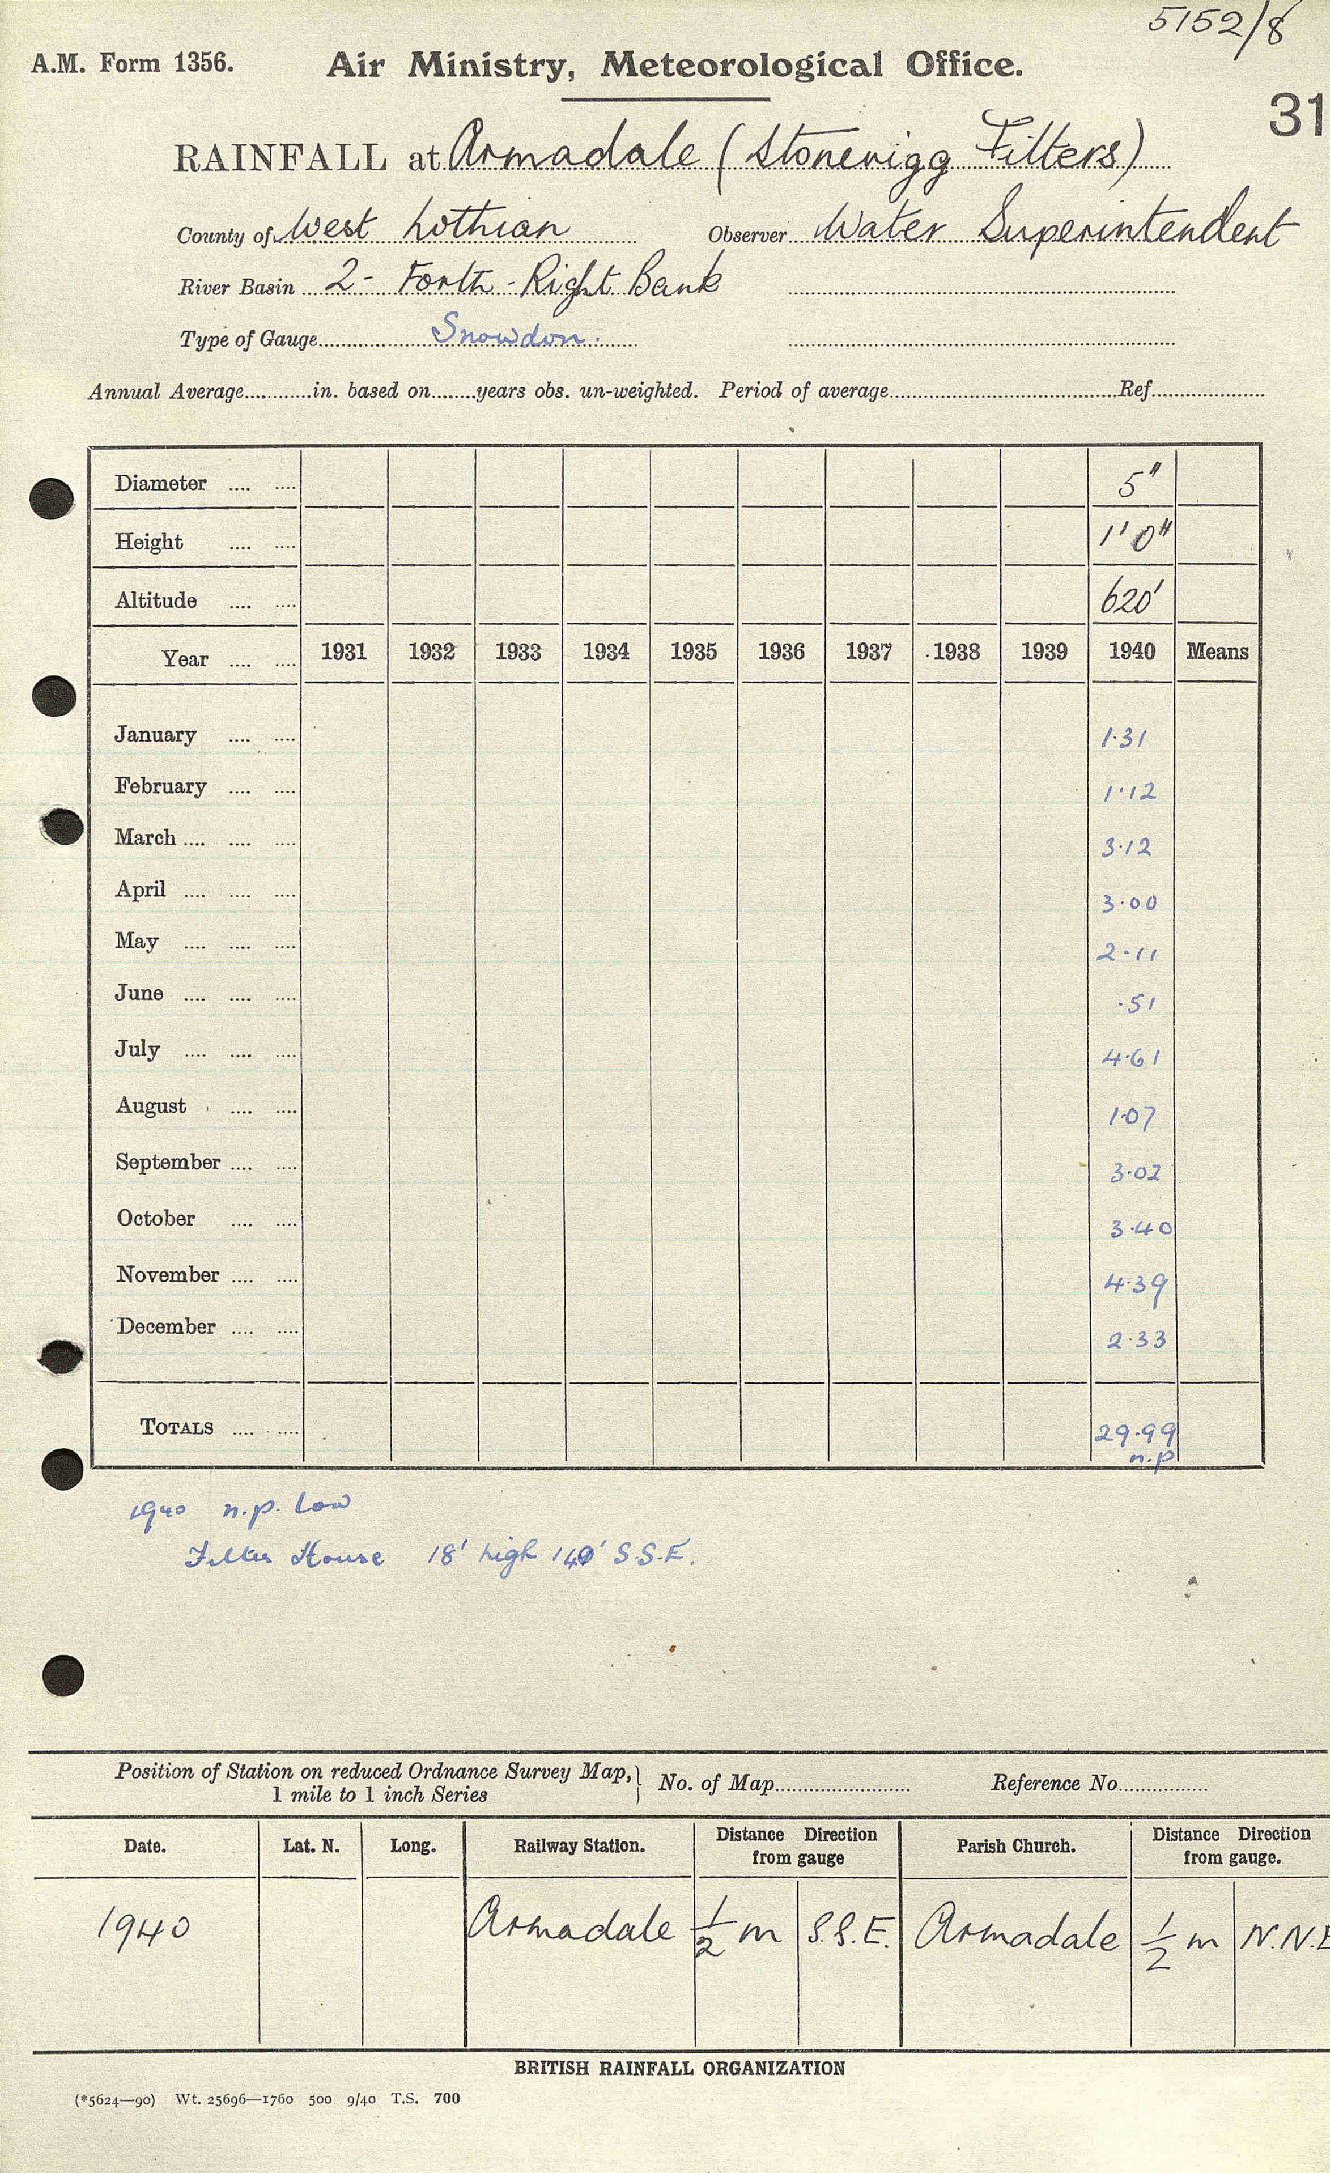 5152/8
A.M. Form 1356.
Air Ministry, Meteorological Office.
31
RAINFALL at Armadale (Stonerigg Filters)
County of West Lothian Observer Water Superintendent
River Basin 2 - Forth - Right Bank
Type of Gauge Snowdon.
Annual Average in. based on years obs. un-weighted. Period of average Ref.
Diameter 5"
Height 1' 0"
Altitude 620'
Year 1931 1932 1933 1934 1935 1936 1937 1938 1939 1940 Means
January 1.31
February 1.12
March 3.12
April 3.00
May 2.11
June .51
July 4.61
August 1.07
September 3.02
October 3.40
November 4.39
December 2.33
TOTALS 29.99
n.p
1940 n.p. Low
Filter House 18' high 140' S.S.E.
Position of Station on reduced Ordnance Survey Map,
1 mile to 1 inch Series
No. of Map Reference No.
Date. Lat. N. Long. Railway Station. Distance Direction from gauge Parish Church. Distance Direction from gauge.
1940 Armadale 1/2 m S.S.E. Armadale 1/2 m N.N.E
BRITISH RAINFALL ORGANIZATION
(*5624—90) Wt. 25696—1760 500 9/40 T.S. 700